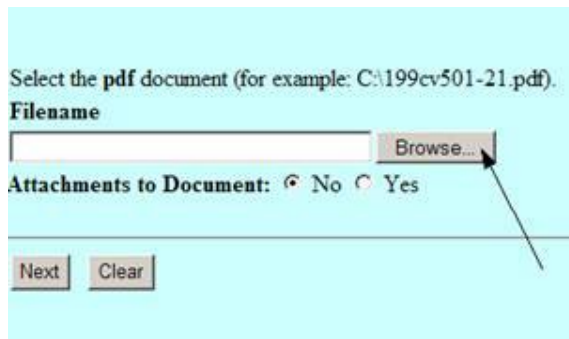 Select the pdf document (for example: C:\199cv501-21.pdf).
Filename
Browse...
Attachments to Document: No Yes
Next Clear